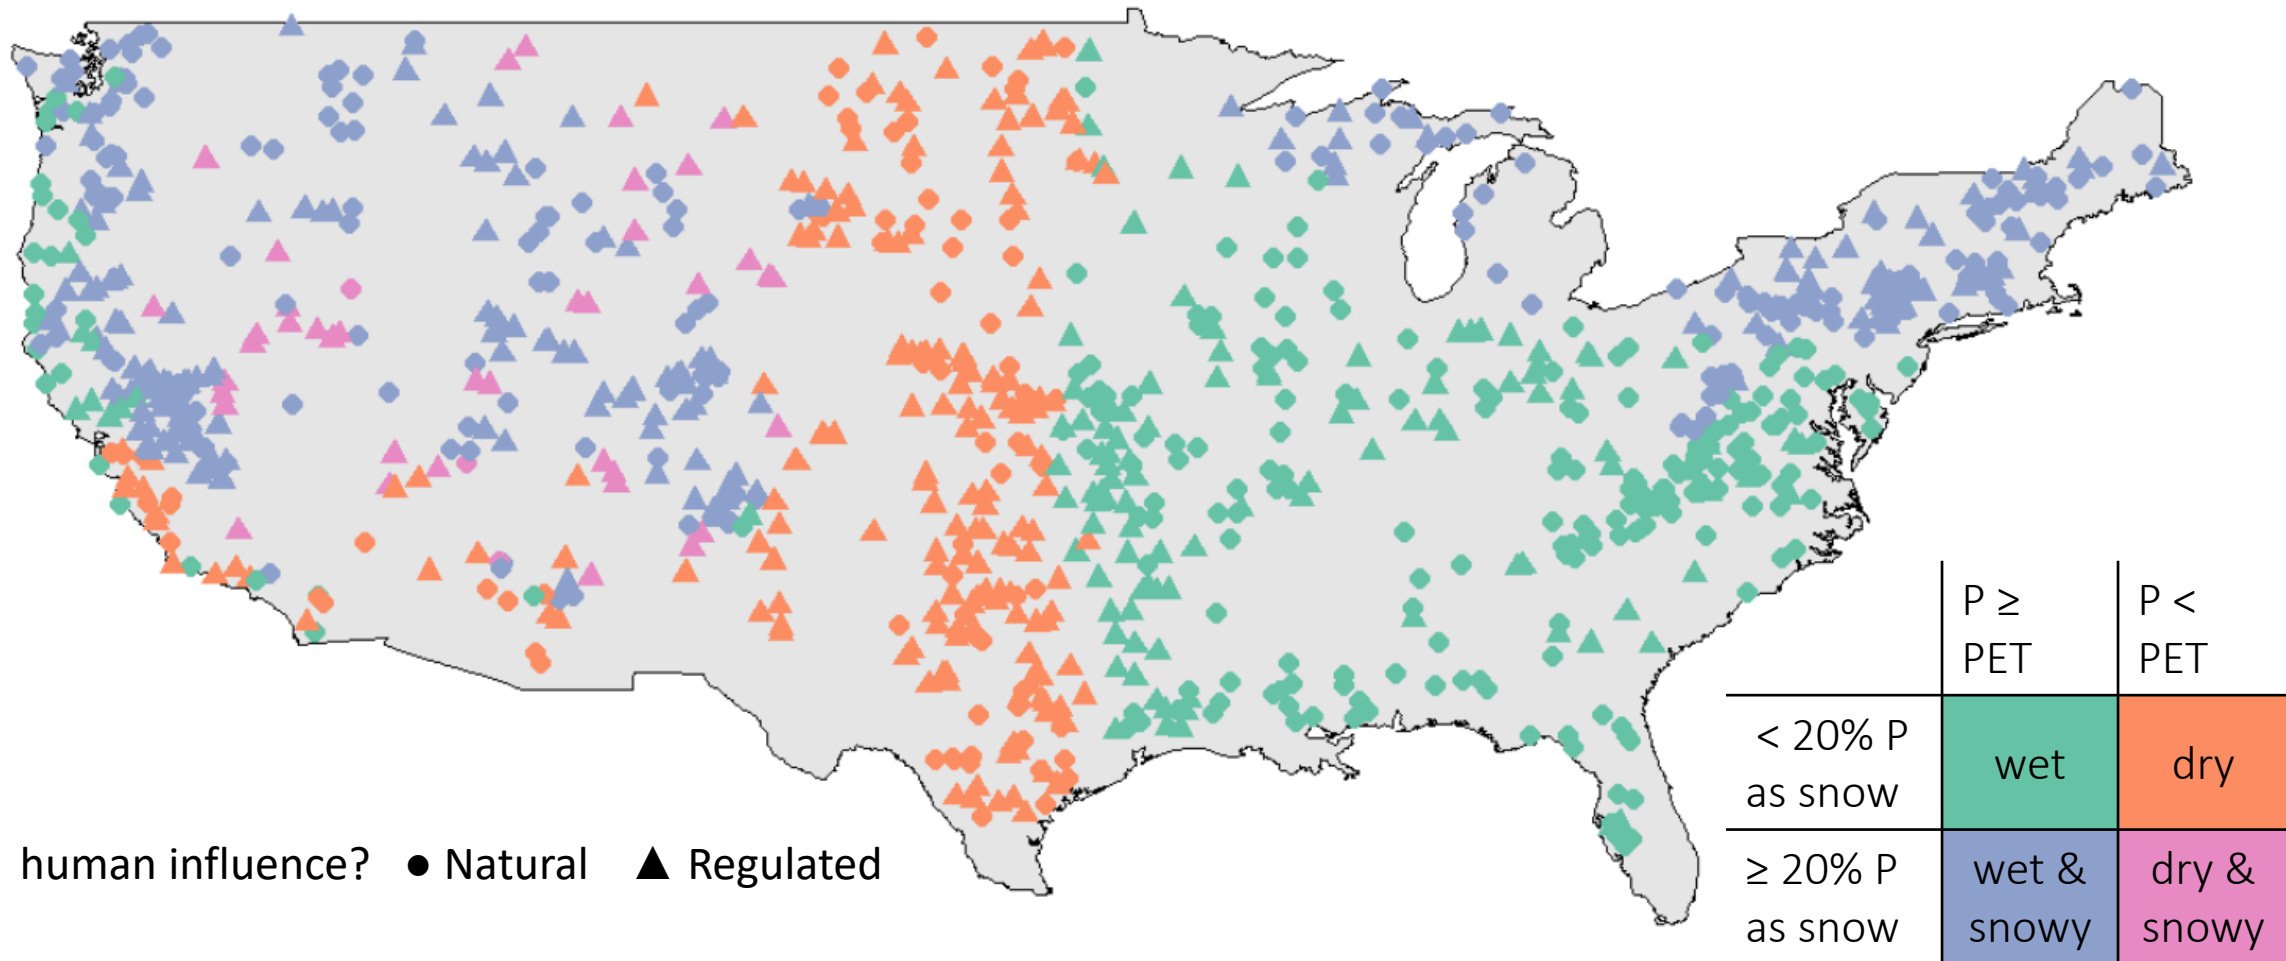 P ≥ P <
PET PET
< 20% P
as snow
wet dry
≥ 20% P
as snow
wet & dry &
snowy snowy
human influence? ● Natural ▲ Regulated